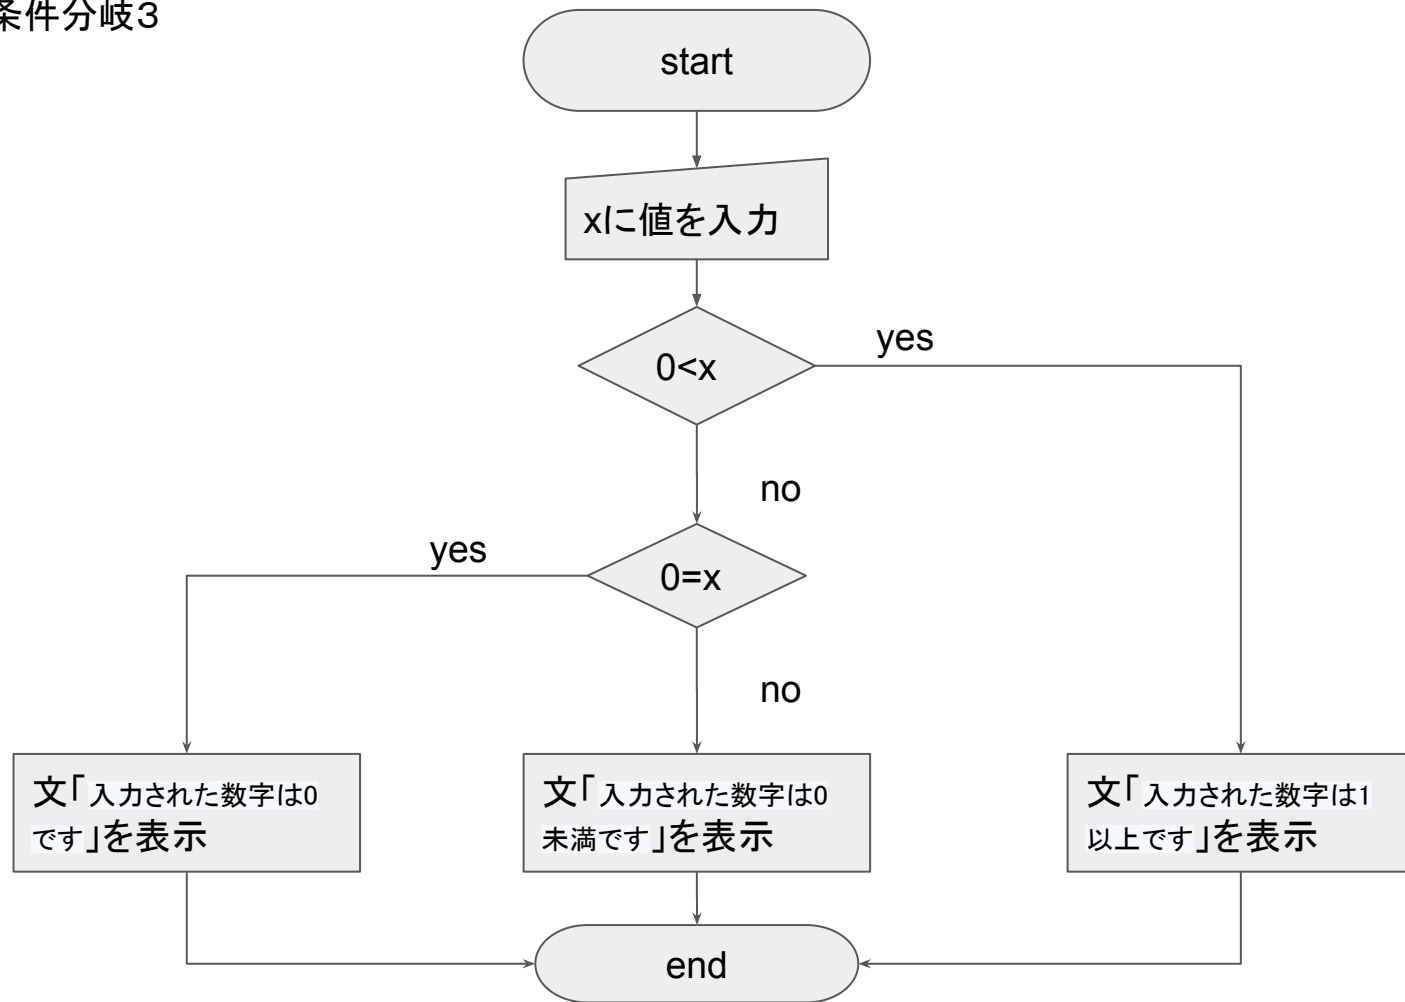 条件分岐3
start
xに値を入力
0<x
yes
no
yes
0=x
no
文「入力された数字は0
です」を表示
文「入力された数字は0
未満です」を表示
文「入力された数字は1
以上です」を表示
end